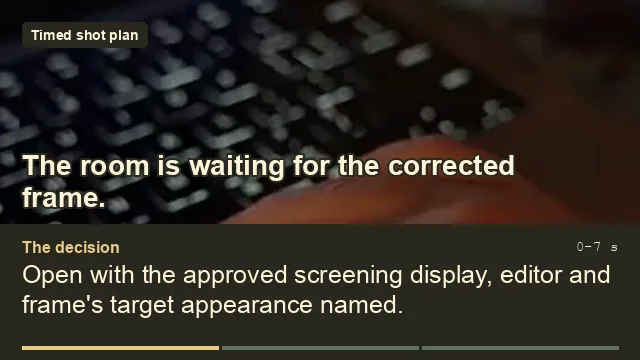 Timed shot plan
The room is waiting for the corrected
frame.
The decision
0–7 s
Open with the approved screening display, editor and
frame's target appearance named.